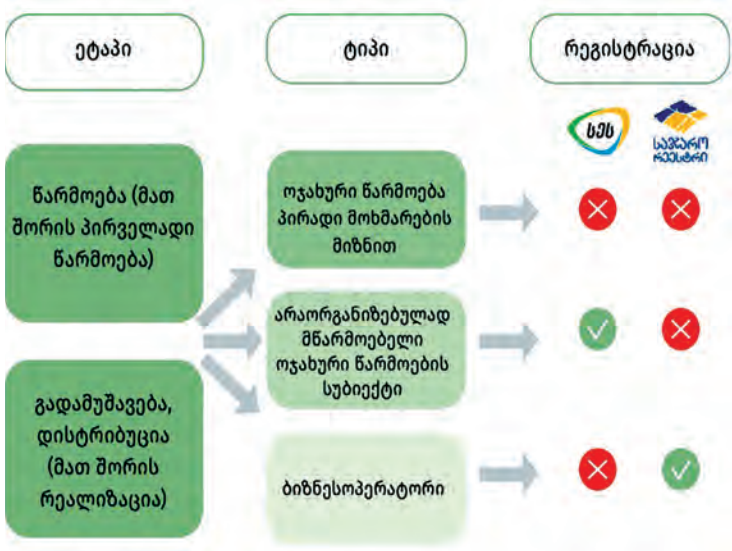 ეტაპი
ტიპი
რეგისტრაცია
სეს
საჯარო
რეესტრი
წარმოება (მათ
შორის პირველადი
წარმოება)
ოჯახური წარმოება
პირადი მოხმარების
მიზნით
არაორგანიზებულად
მწარმოებელი
ოჯახური წარმოების
სუბიექტი
გადამუშავება,
დისტრიბუცია
(მათ შორის
რეალიზაცია)
ბიზნესოპერატორი